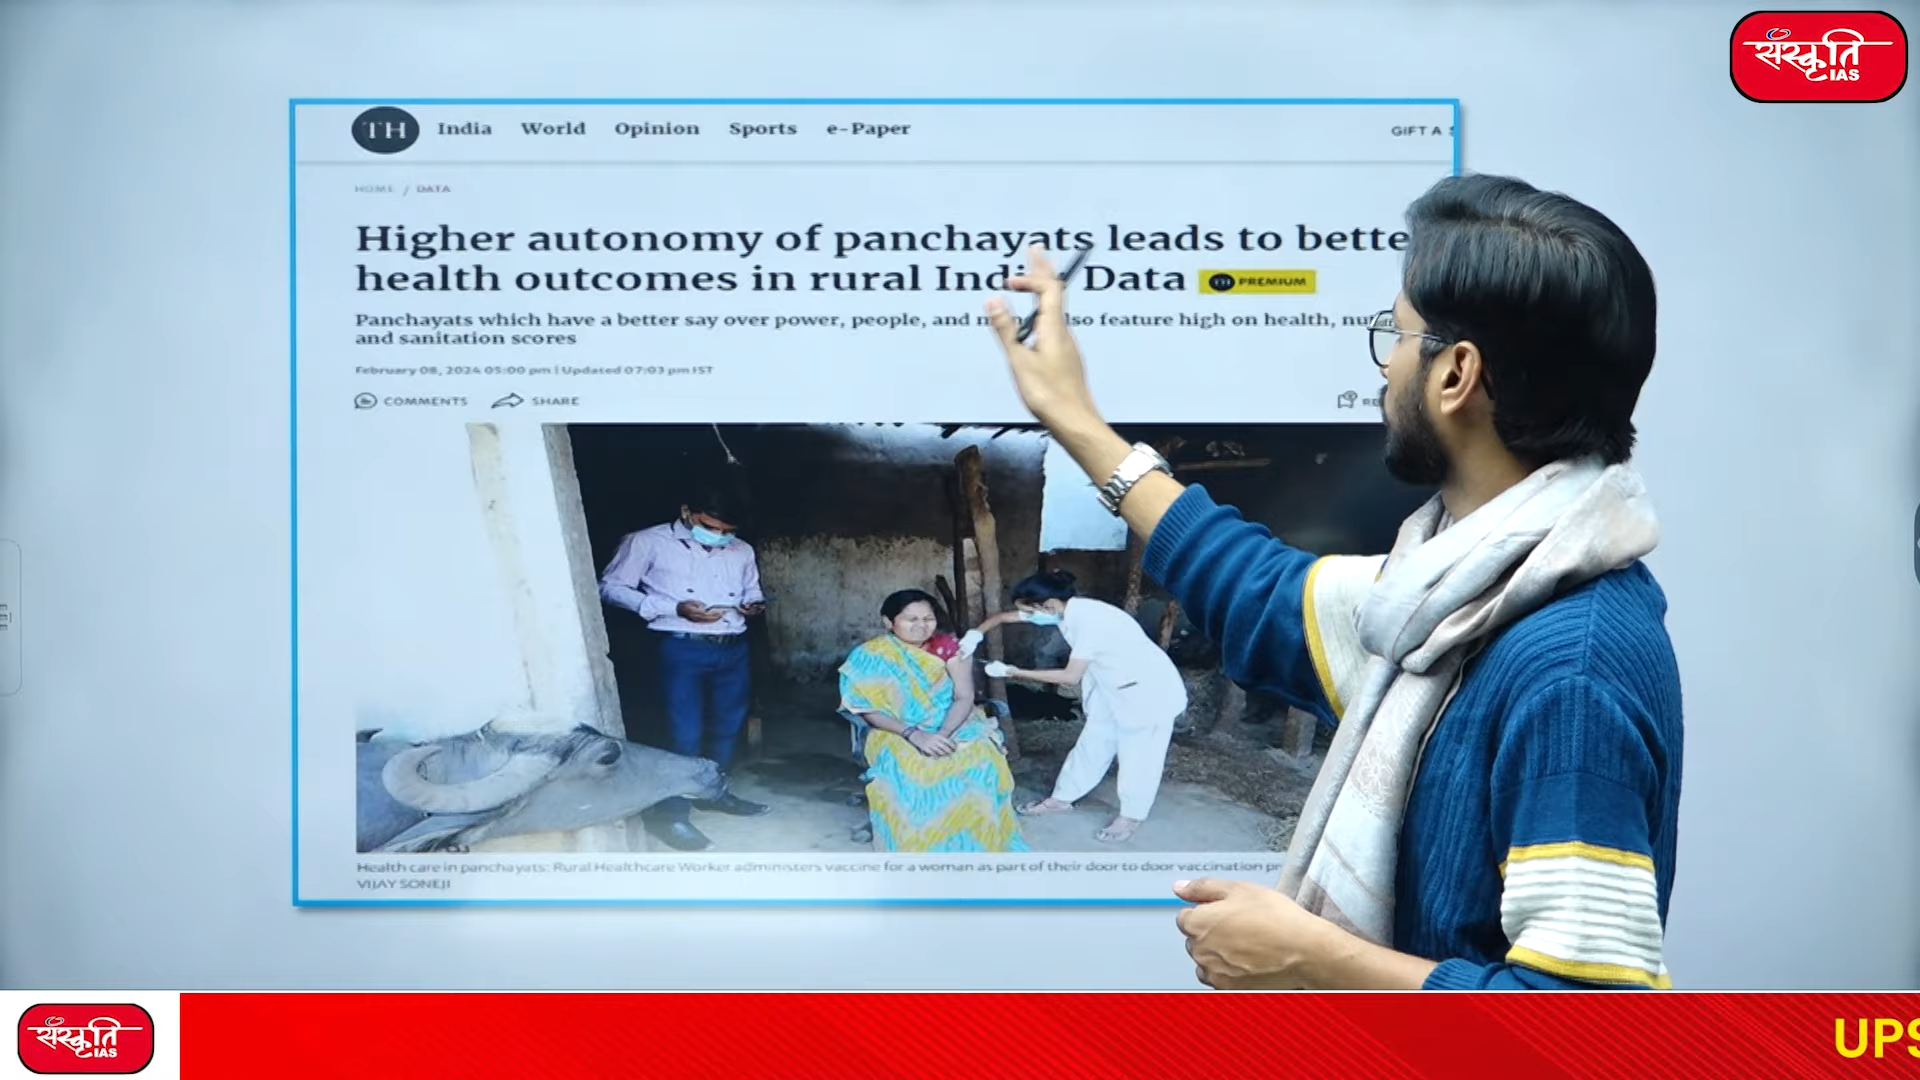 संस्कृति
IAS
TH India World Opinion Sports e-Paper GIFT A
HOME / DATA
Higher autonomy of panchayats leads to bette
health outcomes in rural Data TH PREMIUM
Panchayats which have a better say over power, people, and also feature high on health,
and sanitation scores
February 08, 2024 05:00 pm | Updated 07:03 pm IST
COMMENTS SHARE
Health care in panchayats: Rural Healthcare Worker administers vaccine for a woman as part of their door to door vaccination
VIJAY SONEJI
संस्कृति
IAS
UPS